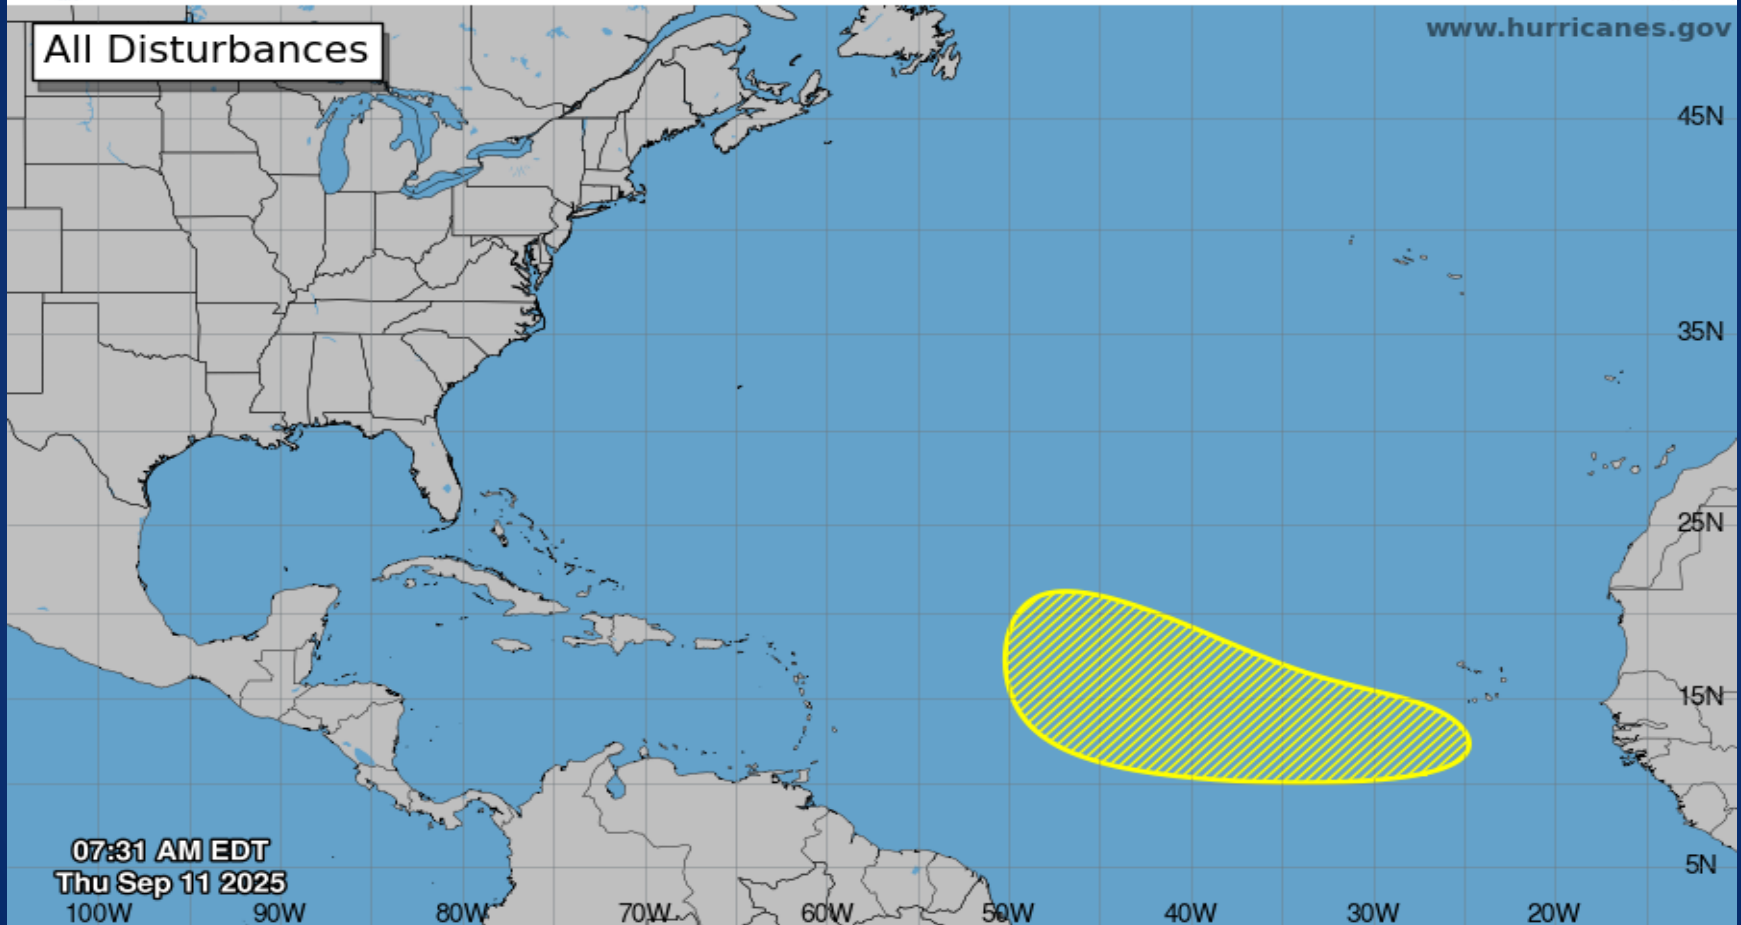 All Disturbances
www.hurricanes.gov
45N
35N
25N
15N
5N
07:31 AM EDT
Thu Sep 11 2025
100W 90W 80W 70W 60W 50W 40W 30W 20W